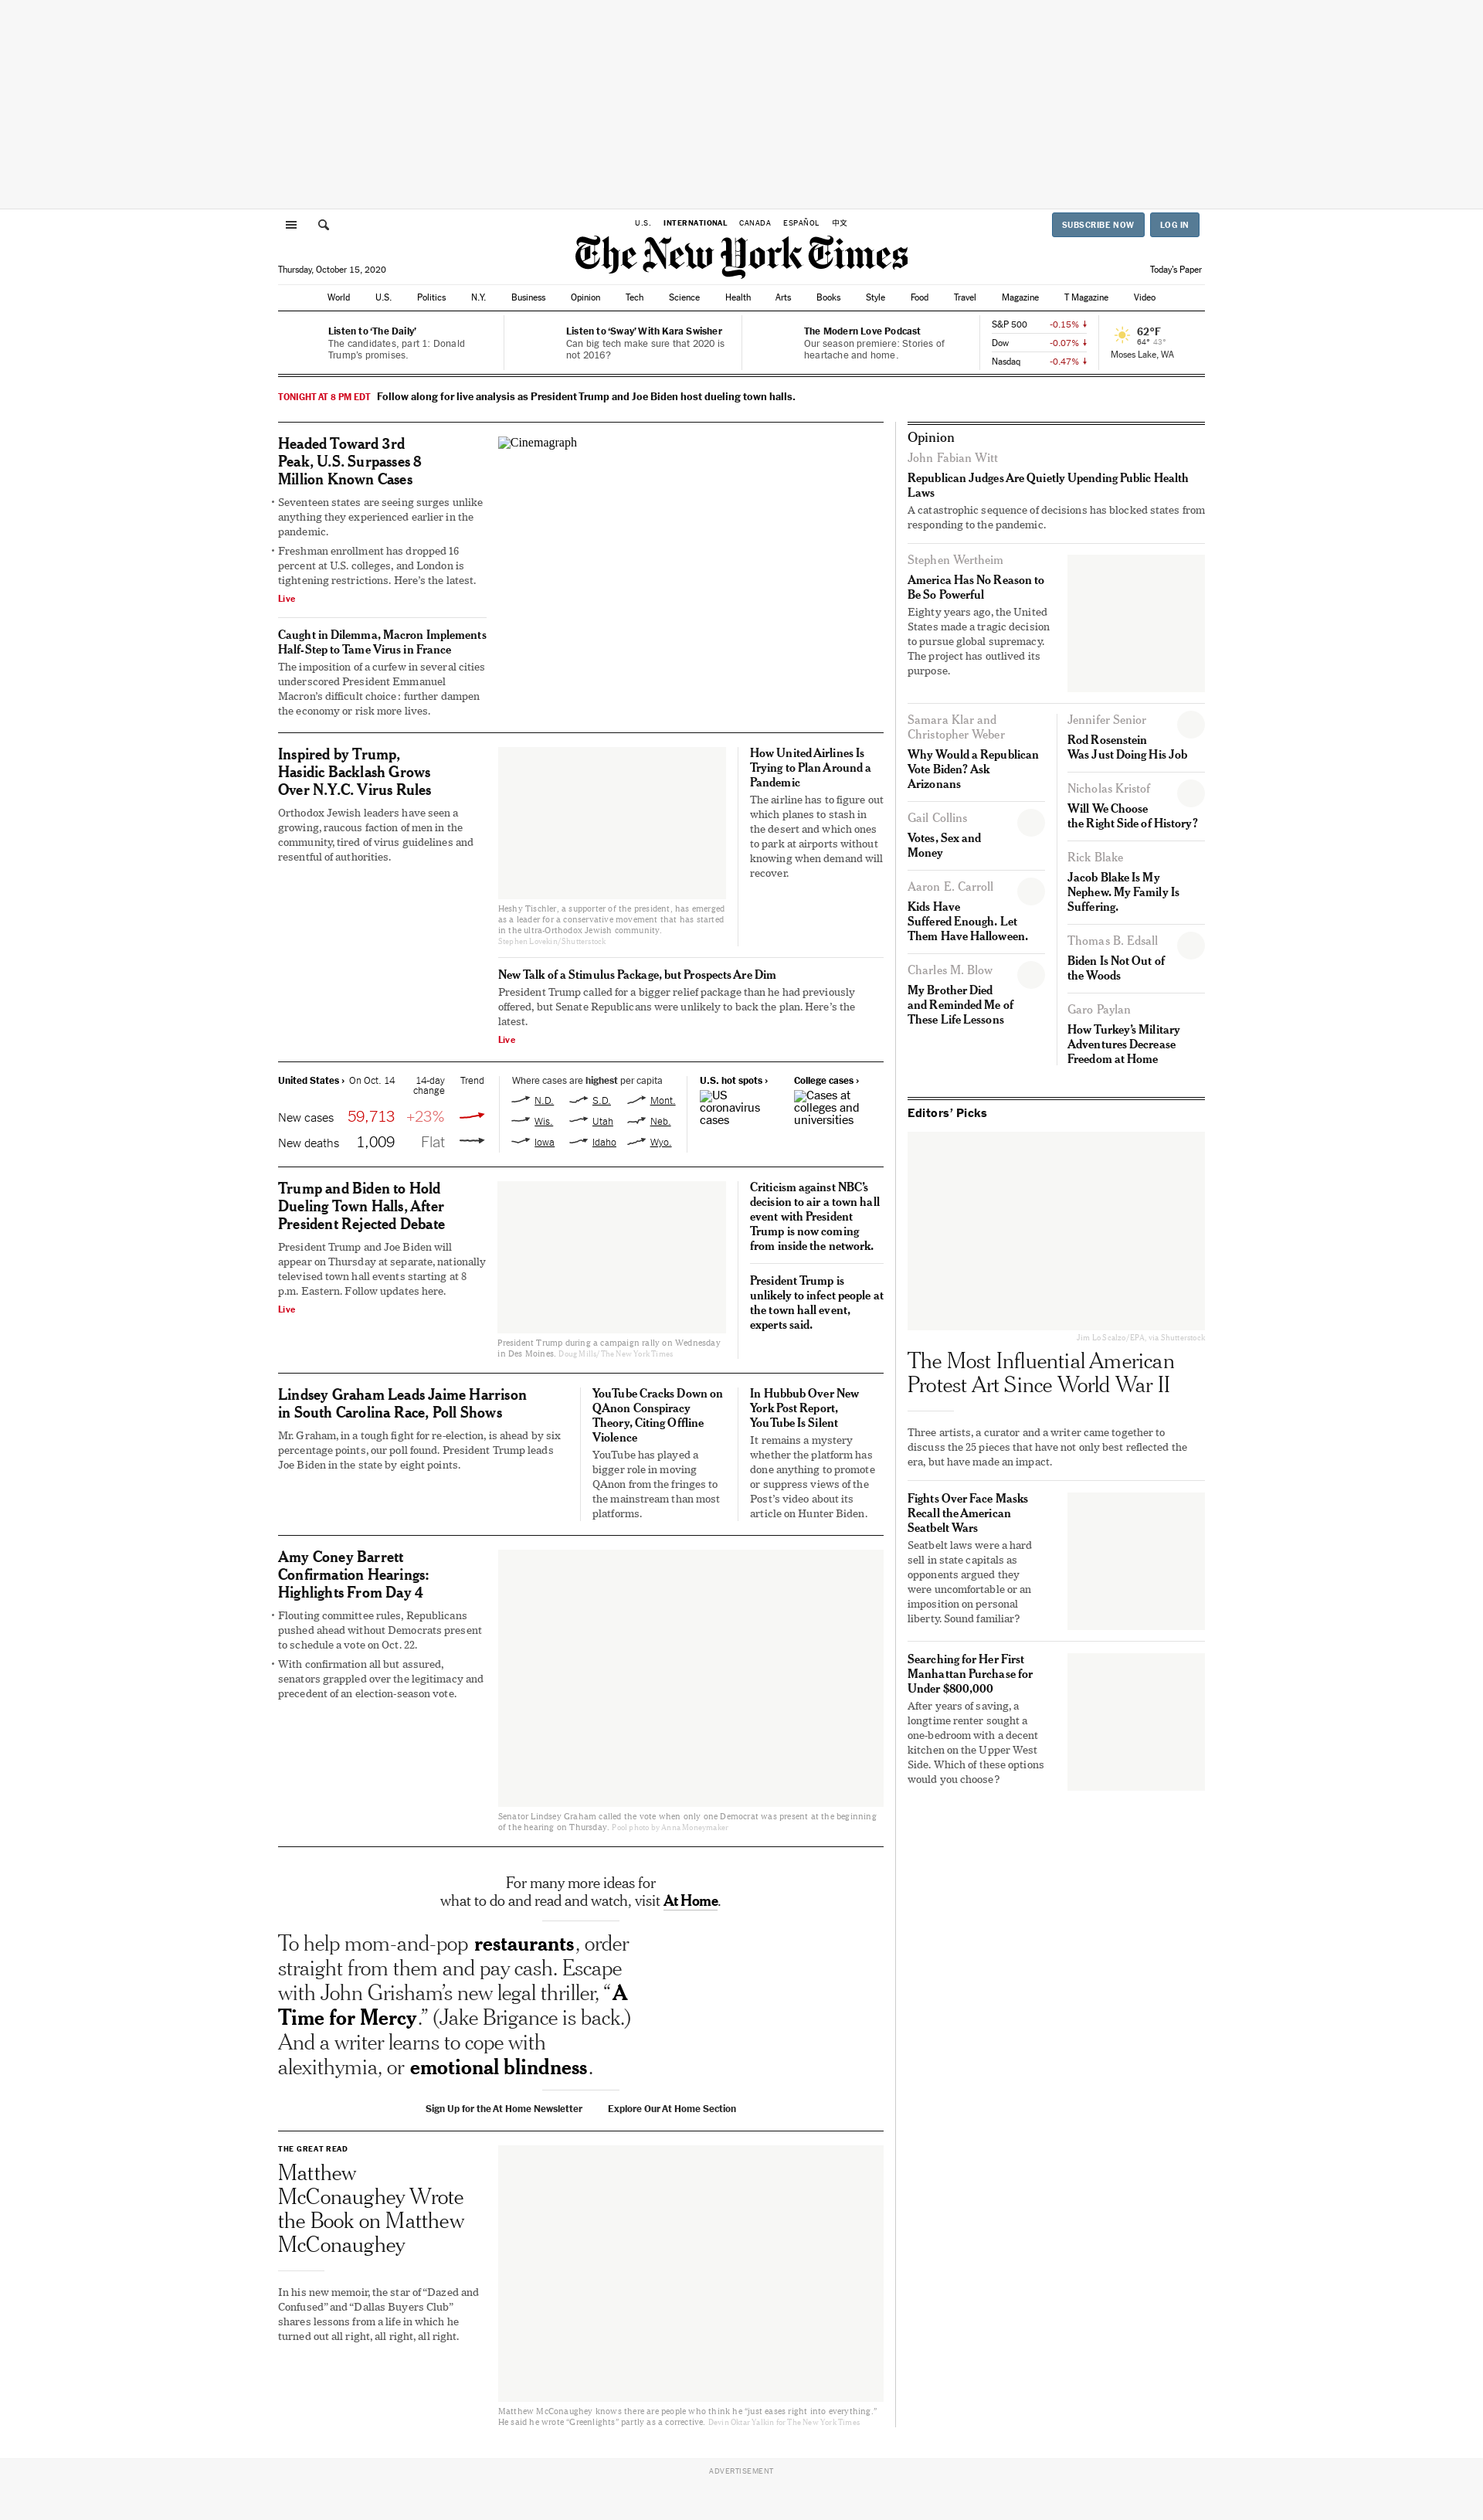 U.S.
INTERNATIONAL
CANADA
ESPAÑOL
中文
SUBSCRIBE NOW
LOG IN
The New York Times
Thursday, October 15, 2020
Today's Paper
World
U.S.
Politics
N.Y.
Business
Opinion
Tech
Science
Health
Arts
Books
Style
Food
Travel
Magazine
T Magazine
Video
Listen to ‘The Daily’
The candidates, part 1: Donald
Trump’s promises.
Listen to ‘Sway’ With Kara Swisher
Can big tech make sure that 2020 is
not 2016?
The Modern Love Podcast
Our season premiere: Stories of
heartache and home.
S&P 500 -0.15%
Dow -0.07%
Nasdaq -0.47%
62°F
64° 43°
Moses Lake, WA
TONIGHT AT 8 PM EDT Follow along for live analysis as President Trump and Joe Biden host dueling town halls.
Headed Toward 3rd
Peak, U.S. Surpasses 8
Million Known Cases
• Seventeen states are seeing surges unlike
anything they experienced earlier in the
pandemic.
• Freshman enrollment has dropped 16
percent at U.S. colleges, and London is
tightening restrictions. Here’s the latest.
Live
Caught in Dilemma, Macron Implements
Half-Step to Tame Virus in France
The imposition of a curfew in several cities
underscored President Emmanuel
Macron’s difficult choice: further dampen
the economy or risk more lives.
Cinemagraph
Inspired by Trump,
Hasidic Backlash Grows
Over N.Y.C. Virus Rules
Orthodox Jewish leaders have seen a
growing, raucous faction of men in the
community, tired of virus guidelines and
resentful of authorities.
Heshy Tischler, a supporter of the president, has emerged
as a leader for a conservative movement that has started
in the ultra-Orthodox Jewish community.
Stephen Lovekin/Shutterstock
How United Airlines Is
Trying to Plan Around a
Pandemic
The airline has to figure out
which planes to stash in
the desert and which ones
to park at airports without
knowing when demand will
recover.
New Talk of a Stimulus Package, but Prospects Are Dim
President Trump called for a bigger relief package than he had previously
offered, but Senate Republicans were unlikely to back the plan. Here’s the
latest.
Live
United States › On Oct. 14 14-day
change Trend
New cases 59,713 +23%
New deaths 1,009 Flat
Where cases are highest per capita
N.D. S.D. Mont.
Wis. Utah Neb.
Iowa Idaho Wyo.
U.S. hot spots ›
US
coronavirus
cases
College cases ›
Cases at
colleges and
universities
Trump and Biden to Hold
Dueling Town Halls, After
President Rejected Debate
President Trump and Joe Biden will
appear on Thursday at separate, nationally
televised town hall events starting at 8
p.m. Eastern. Follow updates here.
Live
President Trump during a campaign rally on Wednesday
in Des Moines. Doug Mills/The New York Times
Criticism against NBC’s
decision to air a town hall
event with President
Trump is now coming
from inside the network.
President Trump is
unlikely to infect people at
the town hall event,
experts said.
Lindsey Graham Leads Jaime Harrison
in South Carolina Race, Poll Shows
Mr. Graham, in a tough fight for re-election, is ahead by six
percentage points, our poll found. President Trump leads
Joe Biden in the state by eight points.
YouTube Cracks Down on
QAnon Conspiracy
Theory, Citing Offline
Violence
YouTube has played a
bigger role in moving
QAnon from the fringes to
the mainstream than most
platforms.
In Hubbub Over New
York Post Report,
YouTube Is Silent
It remains a mystery
whether the platform has
done anything to promote
or suppress views of the
Post’s video about its
article on Hunter Biden.
Amy Coney Barrett
Confirmation Hearings:
Highlights From Day 4
• Flouting committee rules, Republicans
pushed ahead without Democrats present
to schedule a vote on Oct. 22.
• With confirmation all but assured,
senators grappled over the legitimacy and
precedent of an election-season vote.
Senator Lindsey Graham called the vote when only one Democrat was present at the beginning
of the hearing on Thursday. Pool photo by Anna Moneymaker
For many more ideas for
what to do and read and watch, visit At Home.
To help mom-and-pop restaurants, order
straight from them and pay cash. Escape
with John Grisham’s new legal thriller, “A
Time for Mercy.” (Jake Brigance is back.)
And a writer learns to cope with
alexithymia, or emotional blindness.
Sign Up for the At Home Newsletter
Explore Our At Home Section
THE GREAT READ
Matthew
McConaughey Wrote
the Book on Matthew
McConaughey
In his new memoir, the star of “Dazed and
Confused” and “Dallas Buyers Club”
shares lessons from a life in which he
turned out all right, all right, all right.
Matthew McConaughey knows there are people who think he “just eases right into everything.”
He said he wrote “Greenlights” partly as a corrective. Devin Oktar Yalkin for The New York Times
Opinion
John Fabian Witt
Republican Judges Are Quietly Upending Public Health
Laws
A catastrophic sequence of decisions has blocked states from
responding to the pandemic.
Stephen Wertheim
America Has No Reason to
Be So Powerful
Eighty years ago, the United
States made a tragic decision
to pursue global supremacy.
The project has outlived its
purpose.
Samara Klar and
Christopher Weber
Why Would a Republican
Vote Biden? Ask
Arizonans
Gail Collins
Votes, Sex and
Money
Aaron E. Carroll
Kids Have
Suffered Enough. Let
Them Have Halloween.
Charles M. Blow
My Brother Died
and Reminded Me of
These Life Lessons
Jennifer Senior
Rod Rosenstein
Was Just Doing His Job
Nicholas Kristof
Will We Choose
the Right Side of History?
Rick Blake
Jacob Blake Is My
Nephew. My Family Is
Suffering.
Thomas B. Edsall
Biden Is Not Out of
the Woods
Garo Paylan
How Turkey’s Military
Adventures Decrease
Freedom at Home
Editors’ Picks
Jim Lo Scalzo/EPA, via Shutterstock
The Most Influential American
Protest Art Since World War II
Three artists, a curator and a writer came together to
discuss the 25 pieces that have not only best reflected the
era, but have made an impact.
Fights Over Face Masks
Recall the American
Seatbelt Wars
Seatbelt laws were a hard
sell in state capitals as
opponents argued they
were uncomfortable or an
imposition on personal
liberty. Sound familiar?
Searching for Her First
Manhattan Purchase for
Under $800,000
After years of saving, a
longtime renter sought a
one-bedroom with a decent
kitchen on the Upper West
Side. Which of these options
would you choose?
ADVERTISEMENT